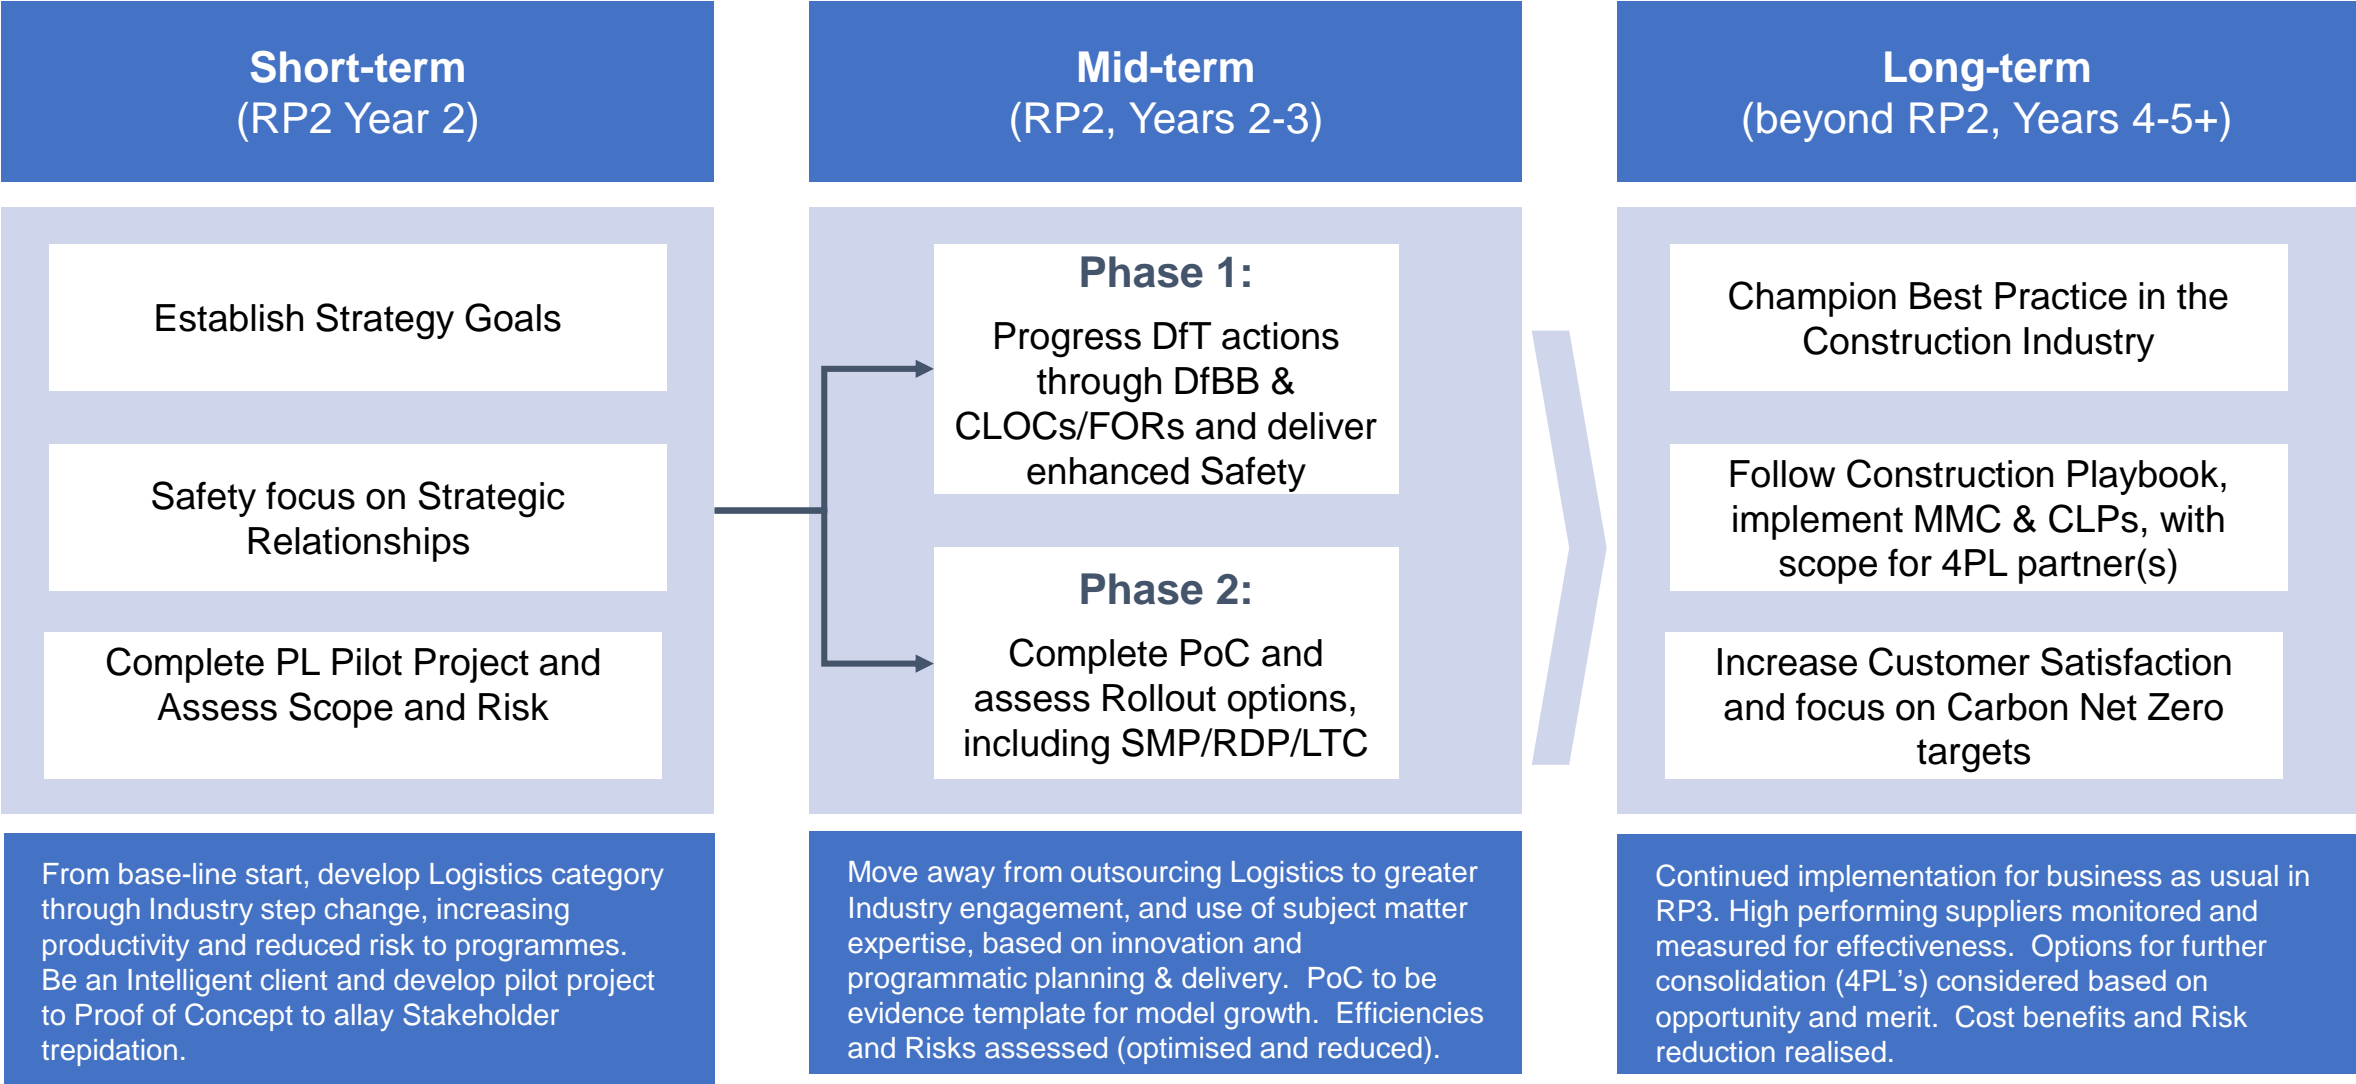 Short-term
(RP2 Year 2)
Establish Strategy Goals
Safety focus on Strategic
Relationships
Complete PL Pilot Project and
Assess Scope and Risk
From base-line start, develop Logistics category
through Industry step change, increasing
productivity and reduced risk to programmes.
Be an Intelligent client and develop pilot project
to Proof of Concept to allay Stakeholder
trepidation.
Mid-term
(RP2, Years 2-3)
Phase 1:
Progress DfT actions
through DfBB &
CLOCs/FORs and deliver
enhanced Safety
Phase 2:
Complete PoC and
assess Rollout options,
including SMP/RDP/LTC
Move away from outsourcing Logistics to greater
Industry engagement, and use of subject matter
expertise, based on innovation and
programmatic planning & delivery.  PoC to be
evidence template for model growth.  Efficiencies
and Risks assessed (optimised and reduced).
Long-term
(beyond RP2, Years 4-5+)
Champion Best Practice in the
Construction Industry
Follow Construction Playbook,
implement MMC & CLPs, with
scope for 4PL partner(s)
Increase Customer Satisfaction
and focus on Carbon Net Zero
targets
Continued implementation for business as usual in
RP3. High performing suppliers monitored and
measured for effectiveness.  Options for further
consolidation (4PL’s) considered based on
opportunity and merit.  Cost benefits and Risk
reduction realised.